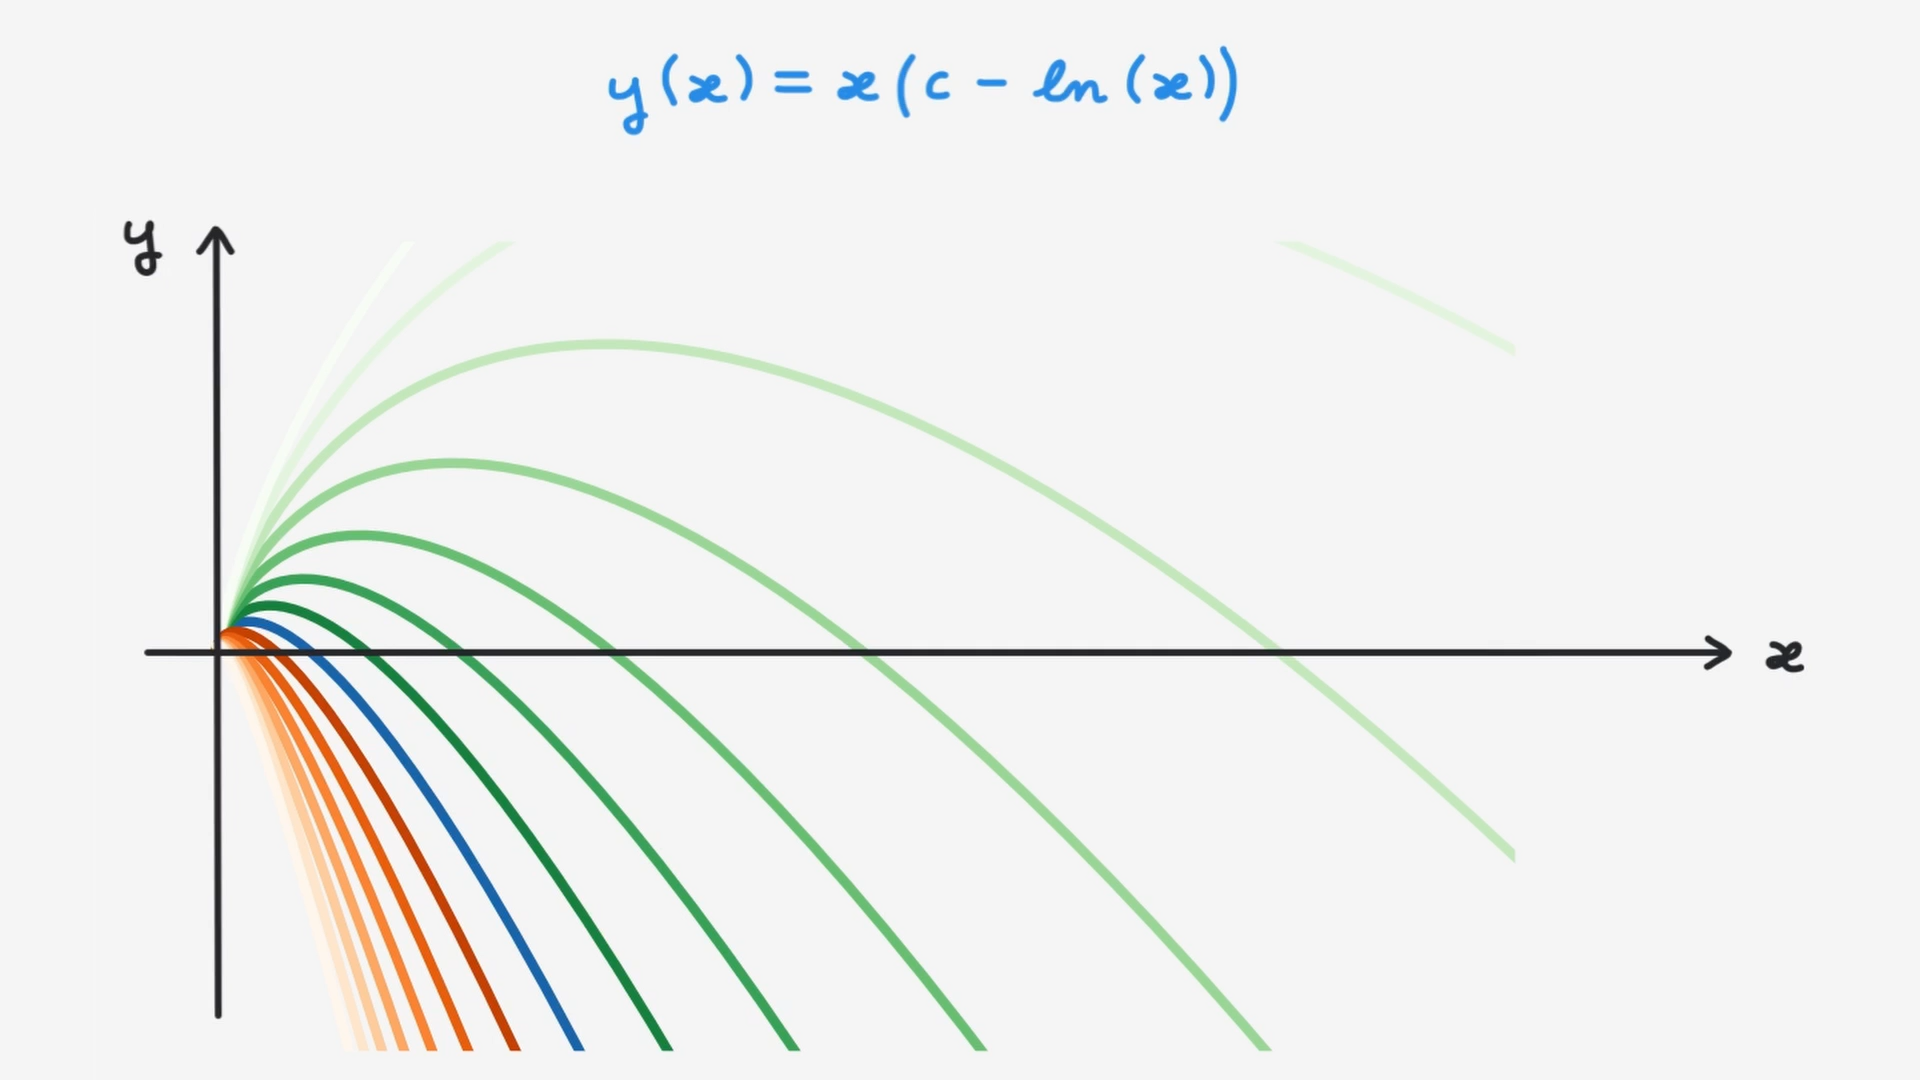 y(x) = x(c - ln(x))
y
x